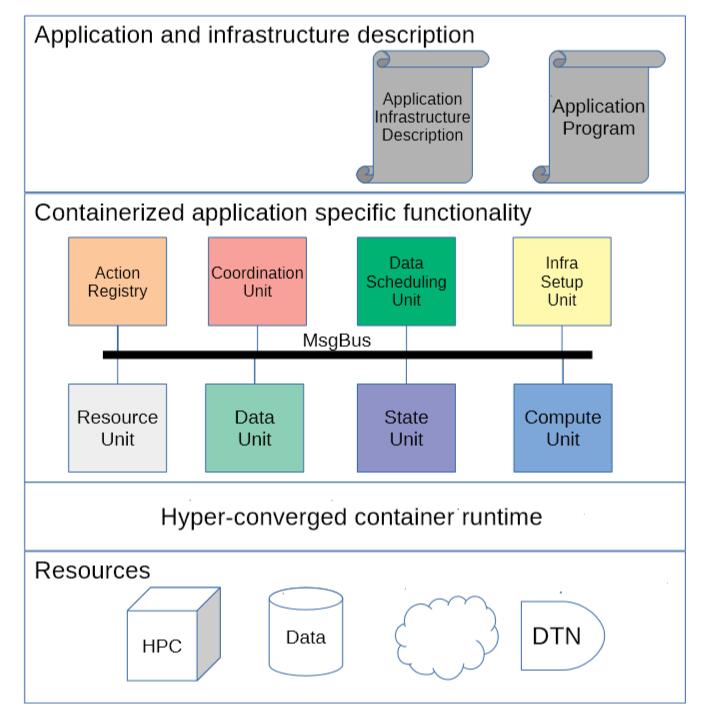 Application and infrastructure description
Application
Infrastructure
Description
Application
Program
Containerized application specific functionality
Action
Registry
Coordination
Unit
Data
Scheduling
Unit
Infra
Setup
Unit
MsgBus
Resource
Unit
Data
Unit
State
Unit
Compute
Unit
Hyper-converged container runtime
Resources
HPC
Data
DTN